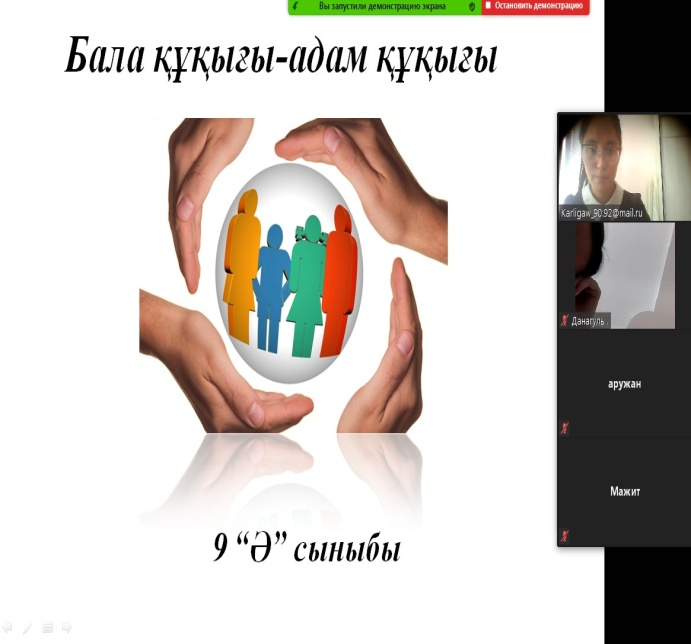 Вы запустили демонстрацию экрана
Остановить демонстрацию
Бала құқығы-адам құқығы
Karligaw_90.92@mail.ru
Данагуль .
аружан
Мажит
9 “Ә” сыныбы